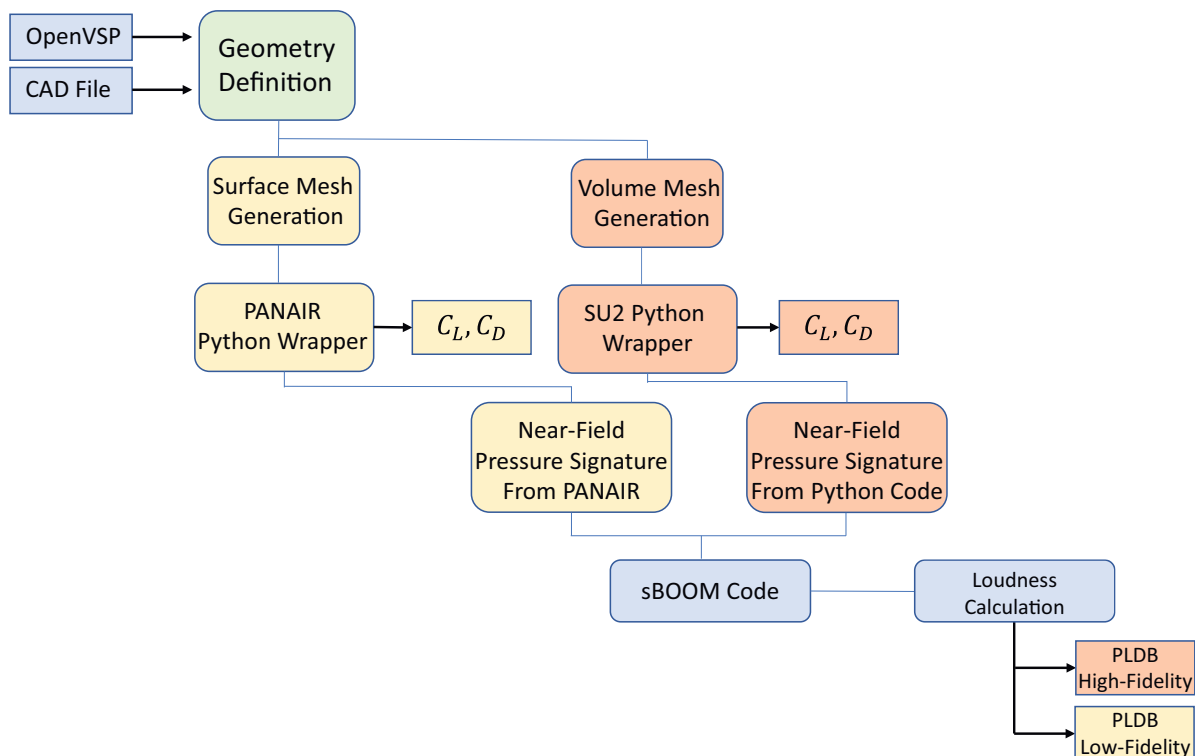 OpenVSP
CAD File
Geometry
Definition
Surface Mesh
Generation
Volume Mesh
Generation
PANAIR
Python Wrapper
C_L, C_D
SU2 Python
Wrapper
C_L, C_D
Near-Field
Pressure Signature
From PANAIR
Near-Field
Pressure Signature
From Python Code
sBOOM Code
Loudness
Calculation
PLDB
High-Fidelity
PLDB
Low-Fidelity